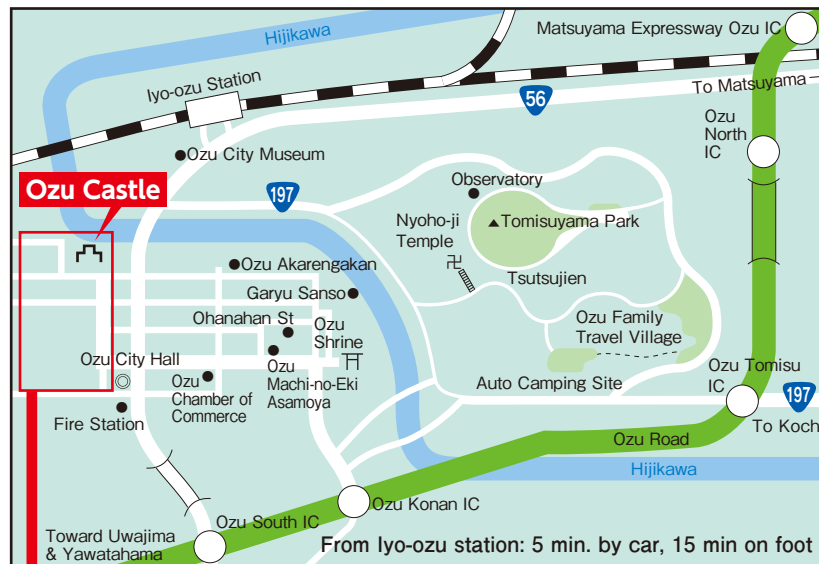 Hijikawa
Matsuyama Expressway Ozu IC
Iyo-ozu Station
To Matsuyama
56
Ozu
North
IC
Ozu City Museum
Ozu Castle
197
Observatory
Nyoho-ji
Temple
Tomisuyama Park
Tsutsujien
Ozu Akarengakan
Garyu Sanso
Ohanahan St
Ozu
Shrine
Ozu Family
Travel Village
Ozu City Hall
Ozu
Chamber of
Commerce
Ozu
Machi-no-Eki
Asamoya
Auto Camping Site
Ozu Tomisu
IC
197
To Koch
Fire Station
Ozu Road
Hijikawa
Ozu Konan IC
Ozu South IC
Toward Uwajima
& Yawatahama
From Iyo-ozu station: 5 min. by car, 15 min on foot